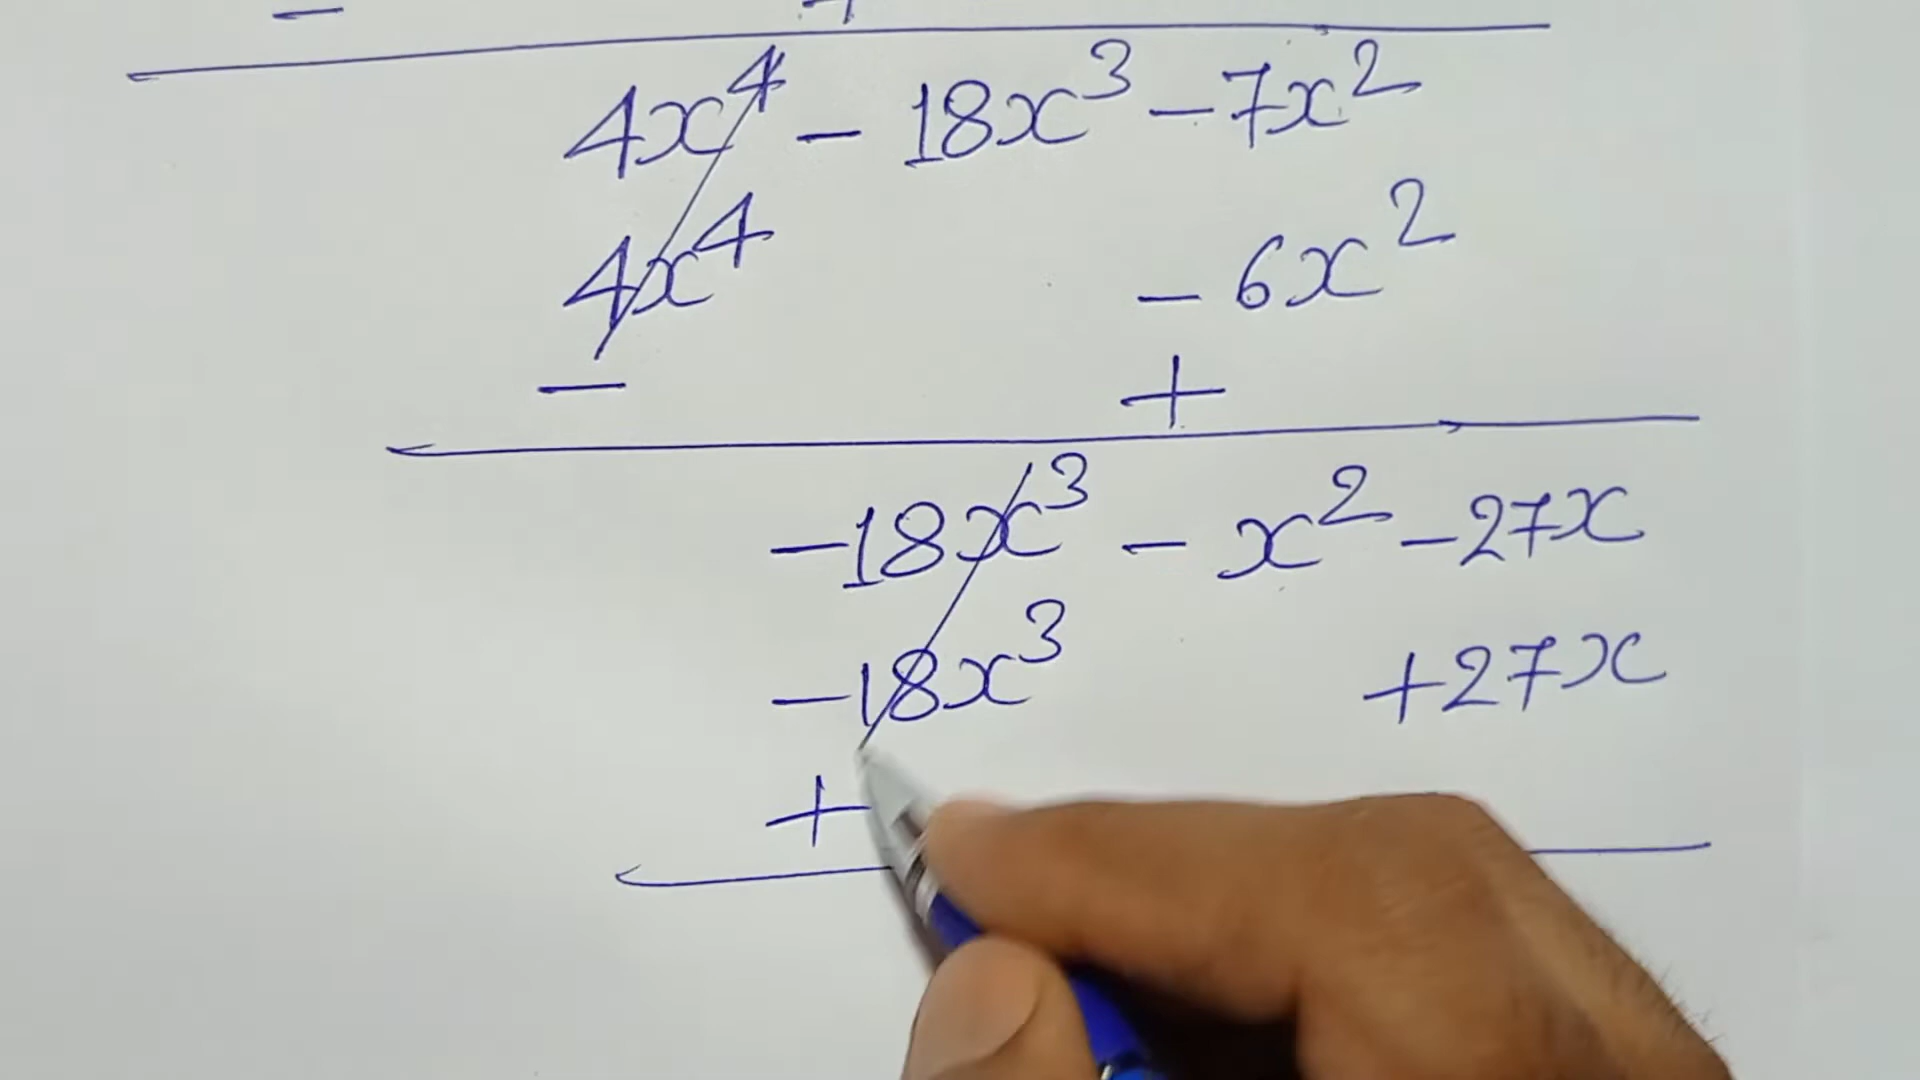 −
4x⁴ − 18x³ − 7x²
4x⁴ − 6x²
− +
−18x³ − x² − 27x
−18x³ +27x
+